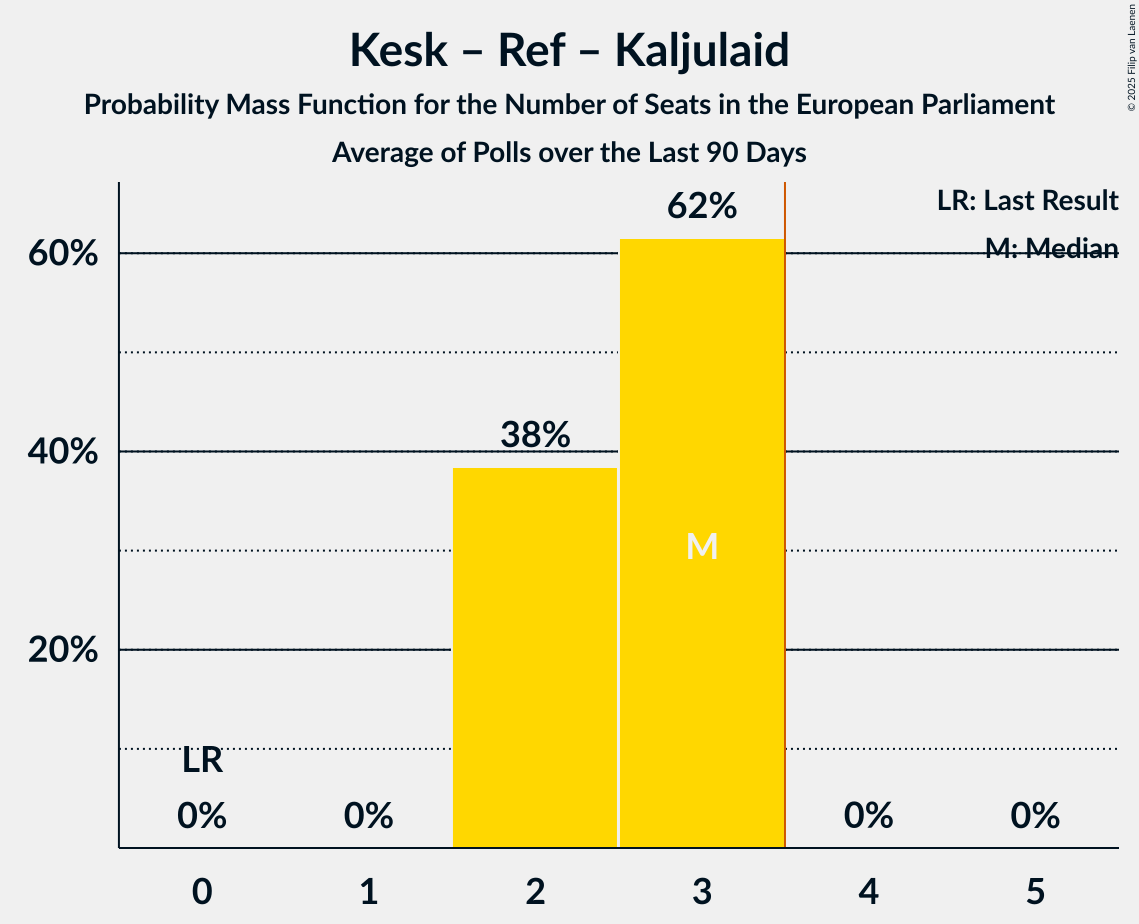 Kesk – Ref – Kaljulaid
Probability Mass Function for the Number of Seats in the European Parliament
Average of Polls over the Last 90 Days
© 2025 Filip van Laenen
LR: Last Result
M: Median
62%
60%
38%
40%
M
20%
LR
0%
0%
0%
0%
0 1 2 3 4 5